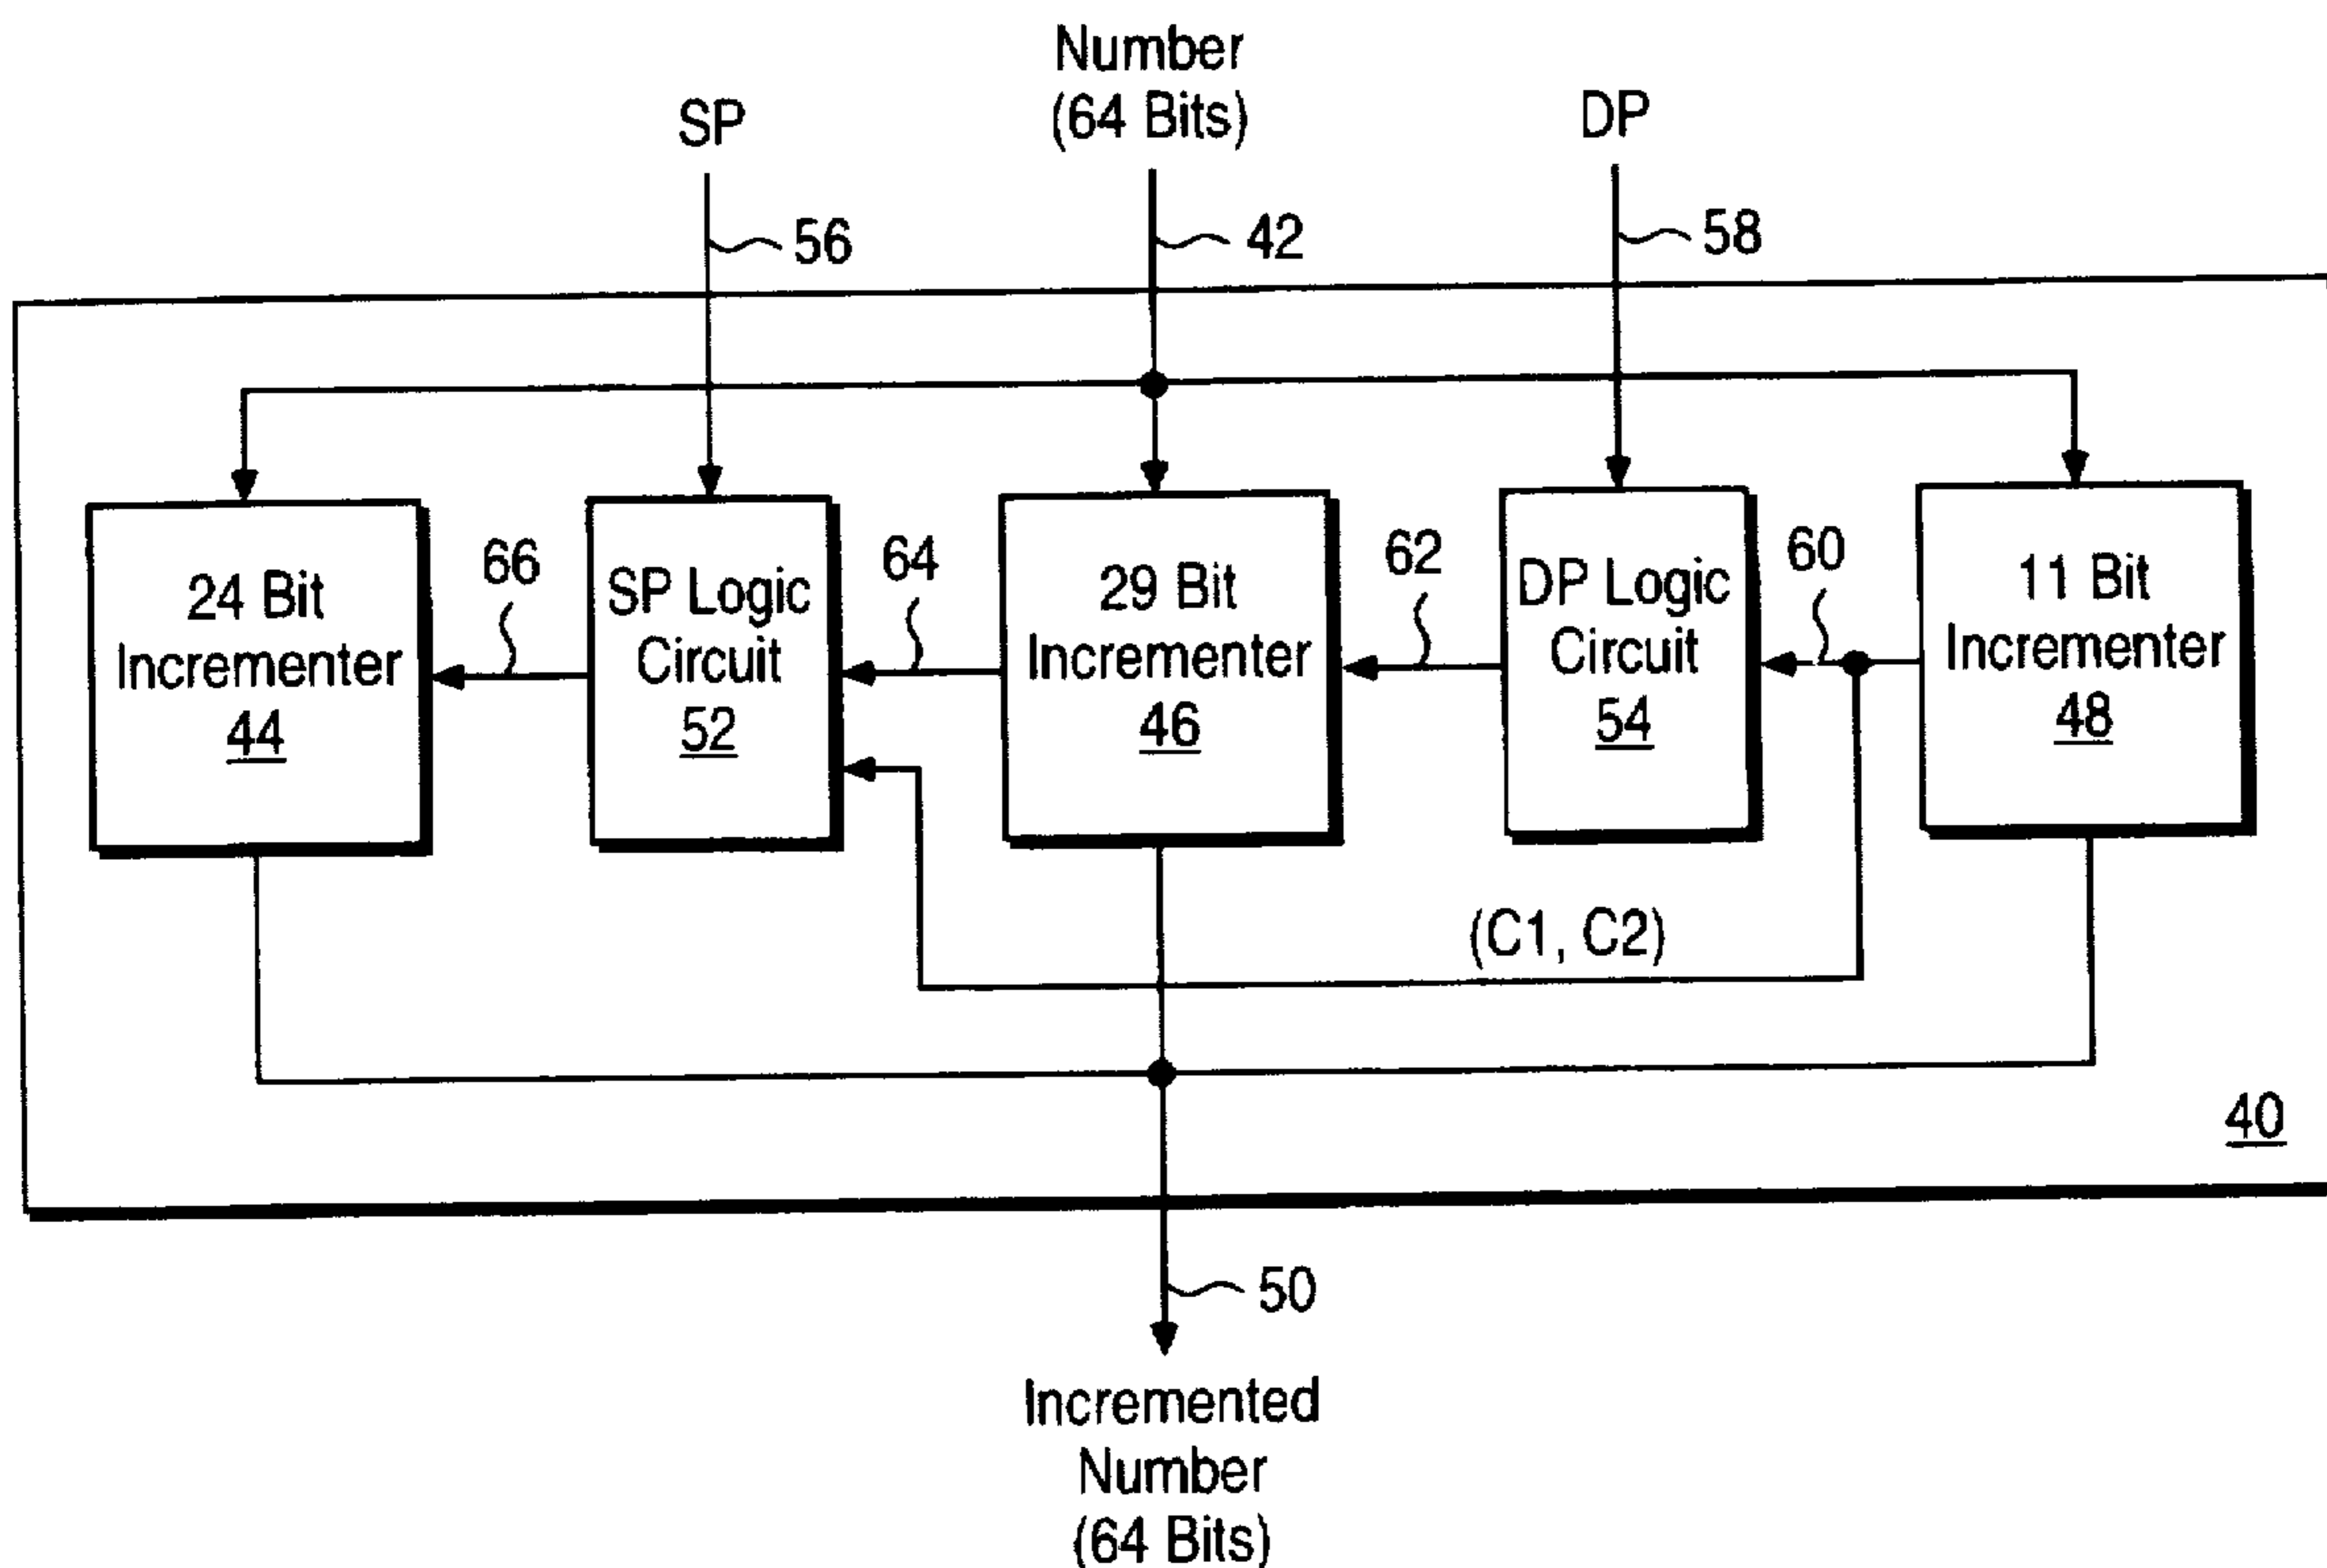 Number
(64 Bits)
SP
DP
56
42
58
24 Bit
Incrementer
44
66
SP Logic
Circuit
52
64
29 Bit
Incrementer
46
62
DP Logic
Circuit
54
60
11 Bit
Incrementer
48
(C1, C2)
40
50
Incremented
Number
(64 Bits)